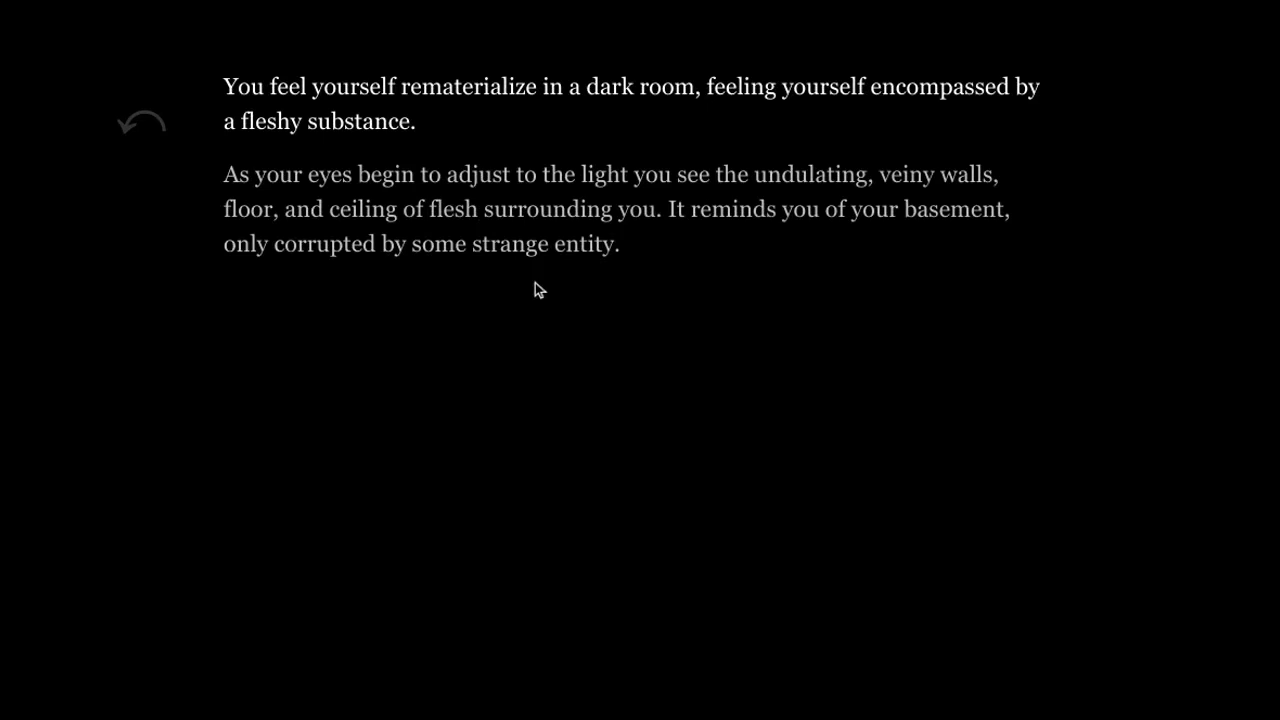 You feel yourself rematerialize in a dark room, feeling yourself encompassed by
a fleshy substance.
As your eyes begin to adjust to the light you see the undulating, veiny walls,
floor, and ceiling of flesh surrounding you. It reminds you of your basement,
only corrupted by some strange entity.